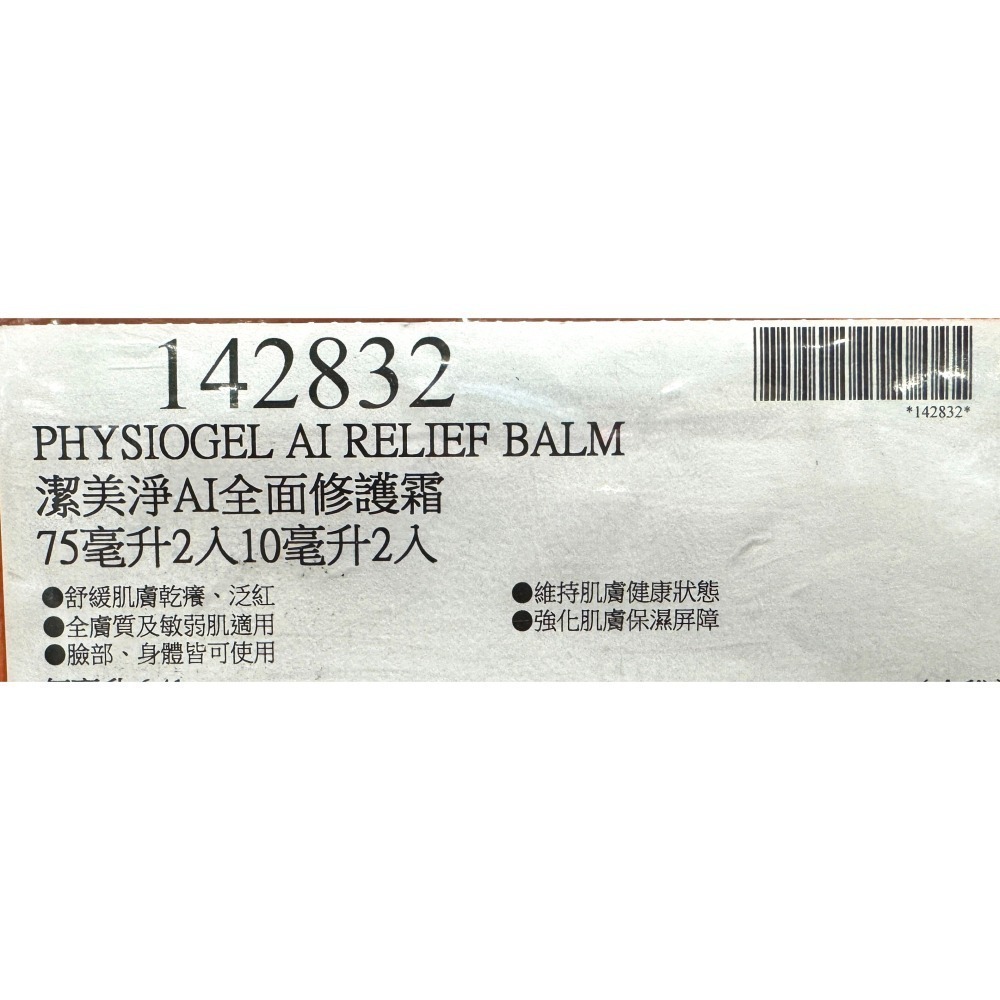 142832
*142832*
PHYSIOGEL AI RELIEF BALM
潔美淨AI全面修護霜
75毫升2入10毫升2入
●舒緩肌膚乾癢、泛紅
●全膚質及敏弱肌適用
●臉部、身體皆可使用
●維持肌膚健康狀態
●強化肌膚保濕屏障